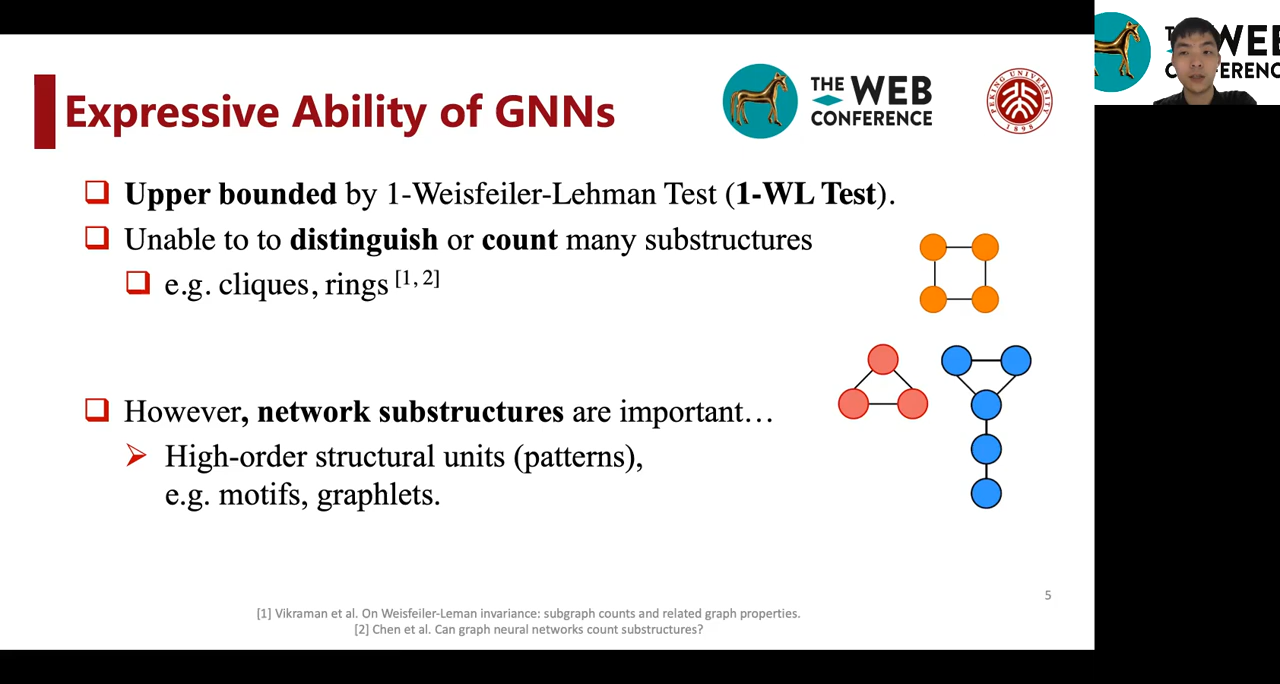 Expressive Ability of GNNs
THE WEB
CONFERENCE
PEKING UNIVERSITY
1898
Upper bounded by 1-Weisfeiler-Lehman Test (1-WL Test).
Unable to to distinguish or count many substructures
e.g. cliques, rings [1, 2]
However, network substructures are important…
High-order structural units (patterns),
e.g. motifs, graphlets.
5
[1] Vikraman et al. On Weisfeiler-Leman invariance: subgraph counts and related graph properties.
[2] Chen et al. Can graph neural networks count substructures?